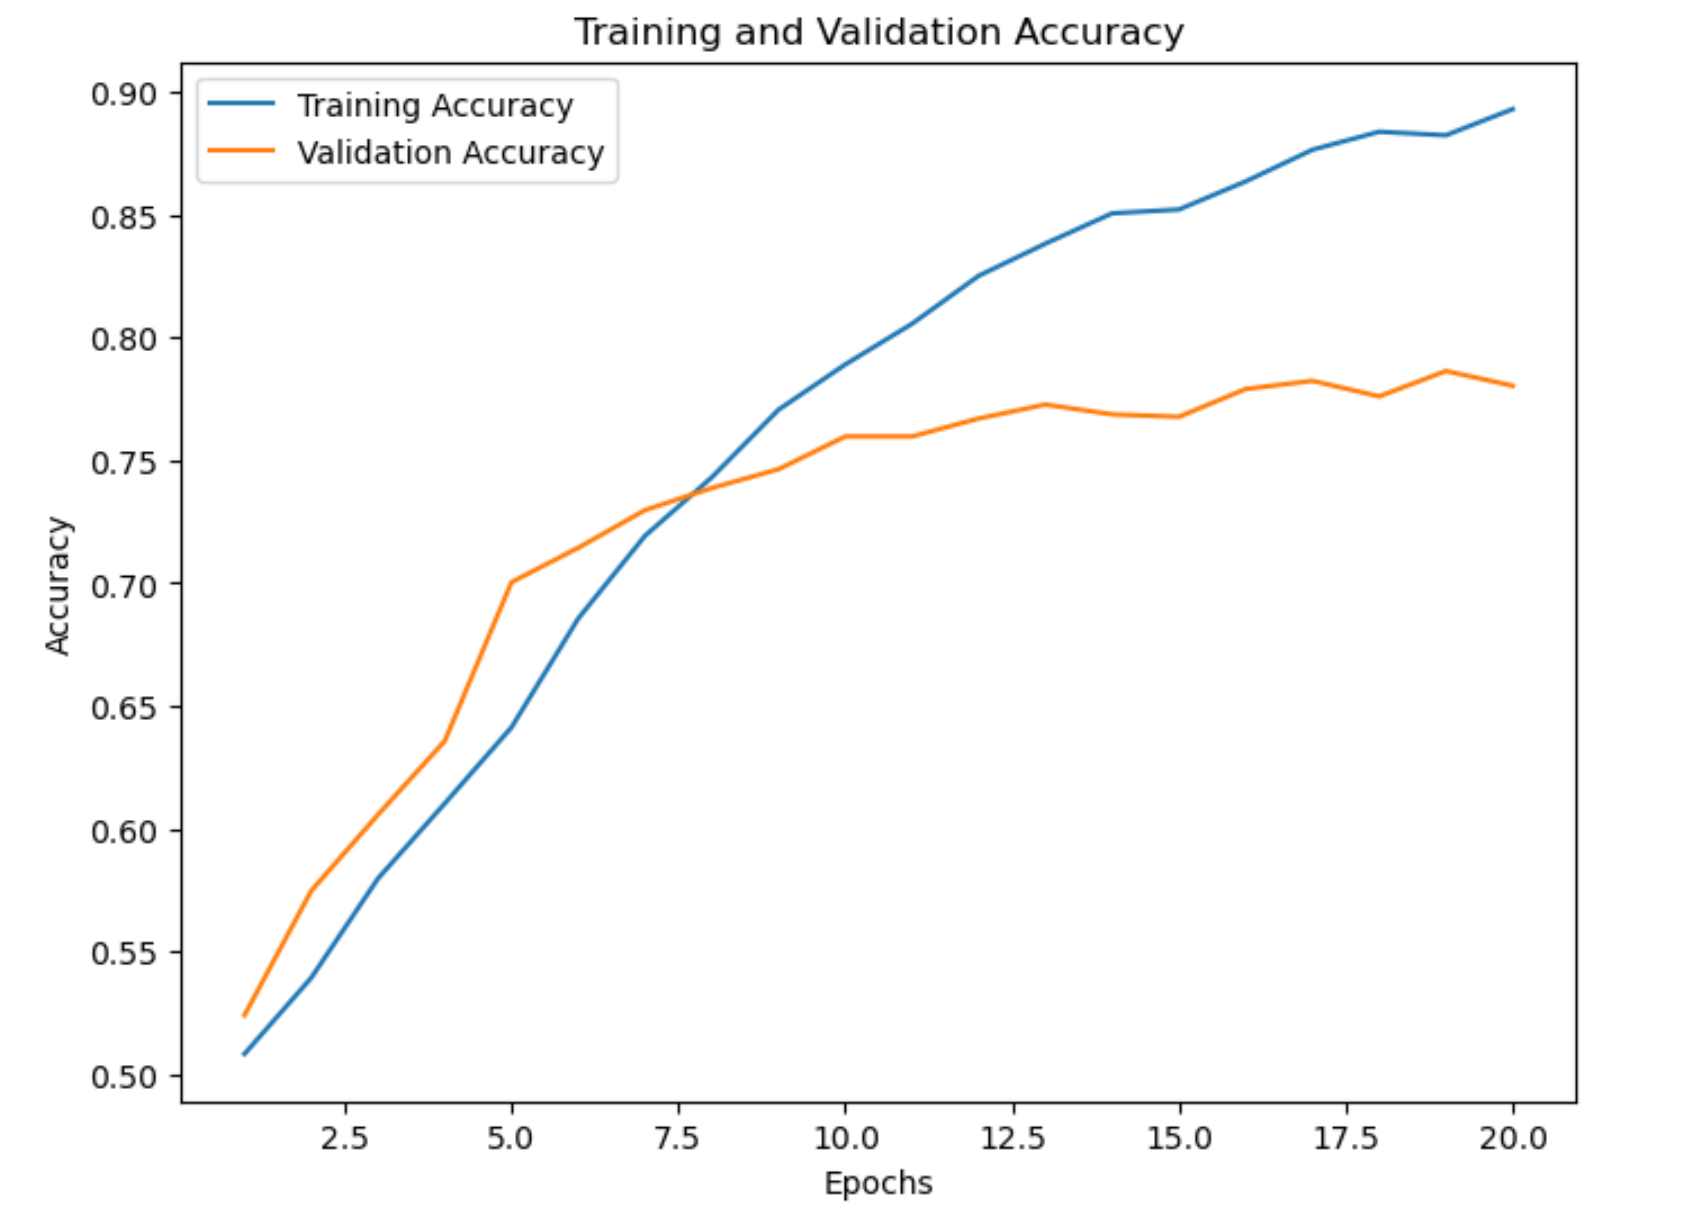 Training and Validation Accuracy
Training Accuracy
Validation Accuracy
0.90
0.85
0.80
0.75
0.70
0.65
0.60
0.55
0.50
Accuracy
2.5 5.0 7.5 10.0 12.5 15.0 17.5 20.0
Epochs